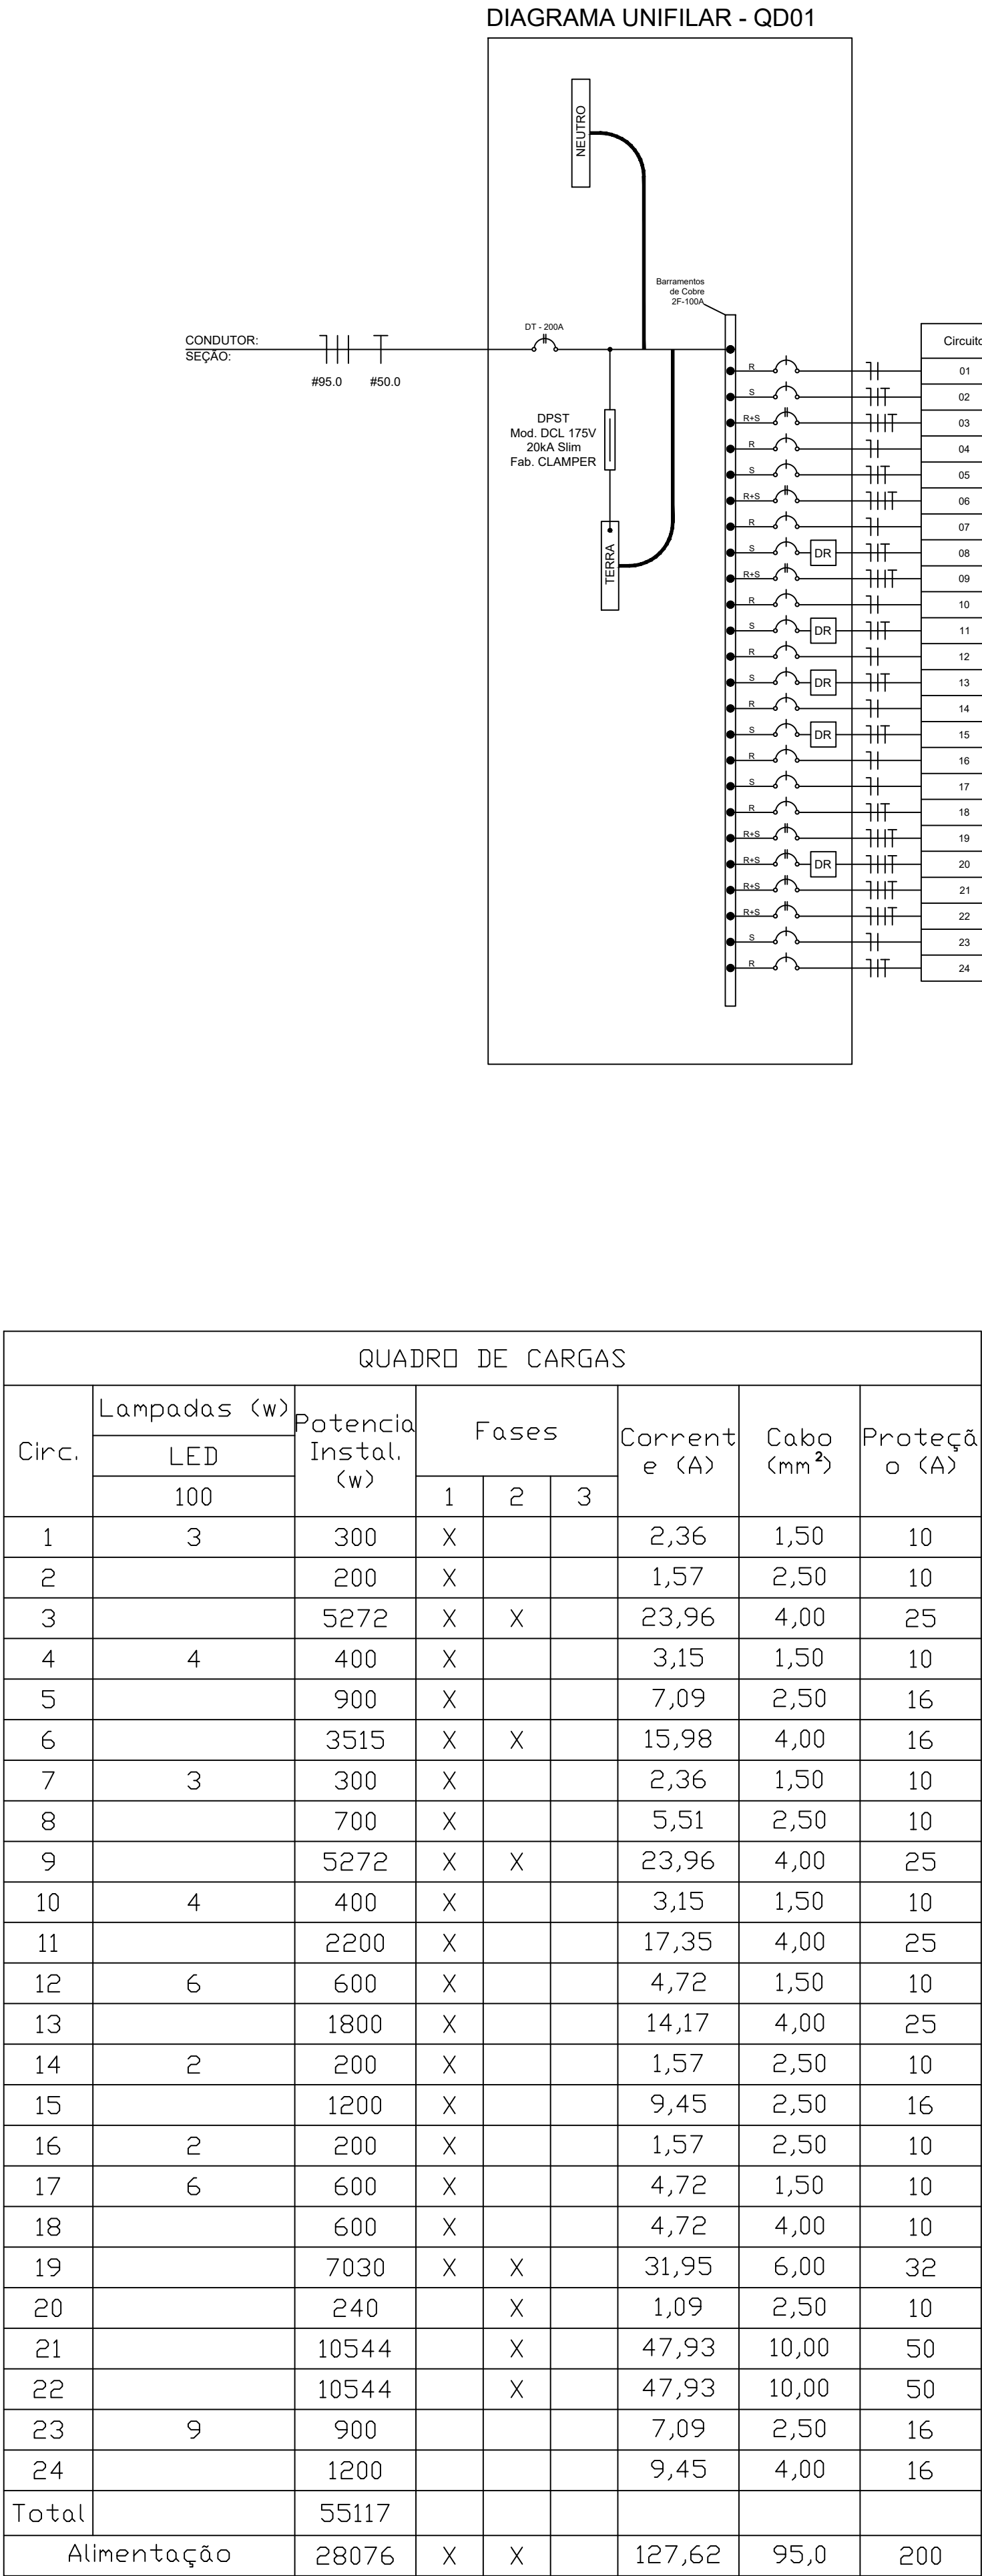 DIAGRAMA UNIFILAR - QD01
NEUTRO
Barramentos
de Cobre
2F-100A
DT - 200A
CONDUTOR:
SEÇÃO:
#95.0 #50.0
DPST
Mod. DCL 175V
20kA Slim
Fab. CLAMPER
TERRA
Circuito
R 01
S 02
R+S 03
R 04
S 05
R+S 06
R 07
S DR 08
R+S 09
R 10
S DR 11
R 12
S DR 13
R 14
S DR 15
R 16
S 17
R 18
R+S 19
R+S DR 20
R+S 21
R+S 22
S 23
R 24
QUADRO DE CARGAS
Circ. Lampadas (w) Potencia Instal. (w) Fases Corrent e (A) Cabo (mm²) Proteçã o (A)
LED
100 1 2 3
1 3 300 X 2,36 1,50 10
2 200 X 1,57 2,50 10
3 5272 X X 23,96 4,00 25
4 4 400 X 3,15 1,50 10
5 900 X 7,09 2,50 16
6 3515 X X 15,98 4,00 16
7 3 300 X 2,36 1,50 10
8 700 X 5,51 2,50 10
9 5272 X X 23,96 4,00 25
10 4 400 X 3,15 1,50 10
11 2200 X 17,35 4,00 25
12 6 600 X 4,72 1,50 10
13 1800 X 14,17 4,00 25
14 2 200 X 1,57 2,50 10
15 1200 X 9,45 2,50 16
16 2 200 X 1,57 2,50 10
17 6 600 X 4,72 1,50 10
18 600 X 4,72 4,00 10
19 7030 X X 31,95 6,00 32
20 240 X 1,09 2,50 10
21 10544 X 47,93 10,00 50
22 10544 X 47,93 10,00 50
23 9 900 7,09 2,50 16
24 1200 9,45 4,00 16
Total 55117
Alimentação 28076 X X 127,62 95,0 200